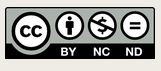 cc
$
=
BY NC ND